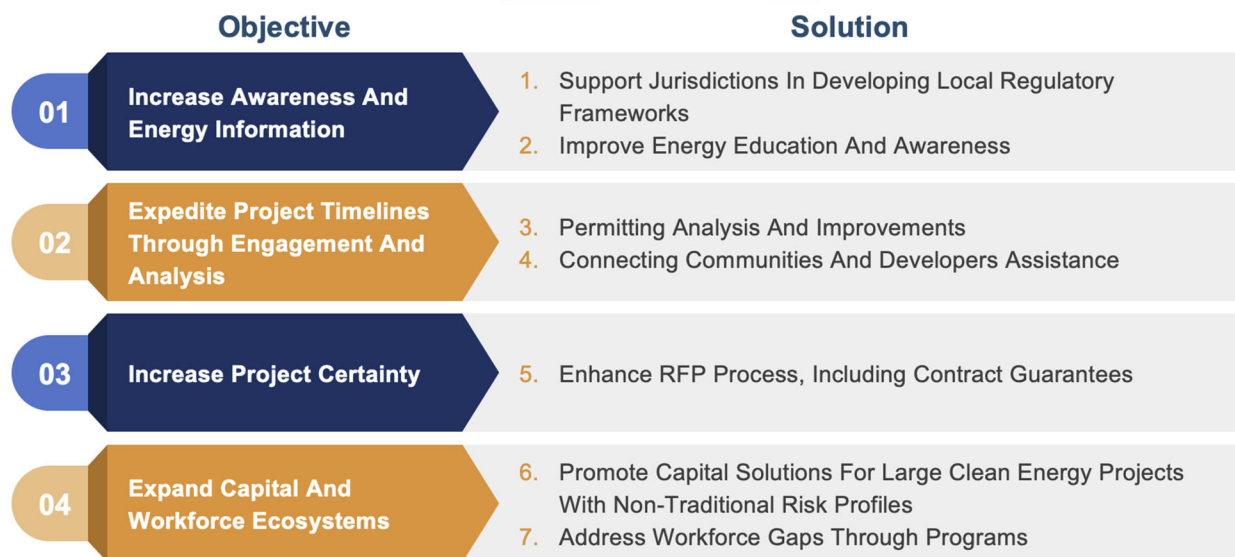 Objective
Solution
01
Increase Awareness And
Energy Information
1. Support Jurisdictions In Developing Local Regulatory
Frameworks
2. Improve Energy Education And Awareness
02
Expedite Project Timelines
Through Engagement And
Analysis
3. Permitting Analysis And Improvements
4. Connecting Communities And Developers Assistance
03
Increase Project Certainty
5. Enhance RFP Process, Including Contract Guarantees
04
Expand Capital And
Workforce Ecosystems
6. Promote Capital Solutions For Large Clean Energy Projects
With Non-Traditional Risk Profiles
7. Address Workforce Gaps Through Programs